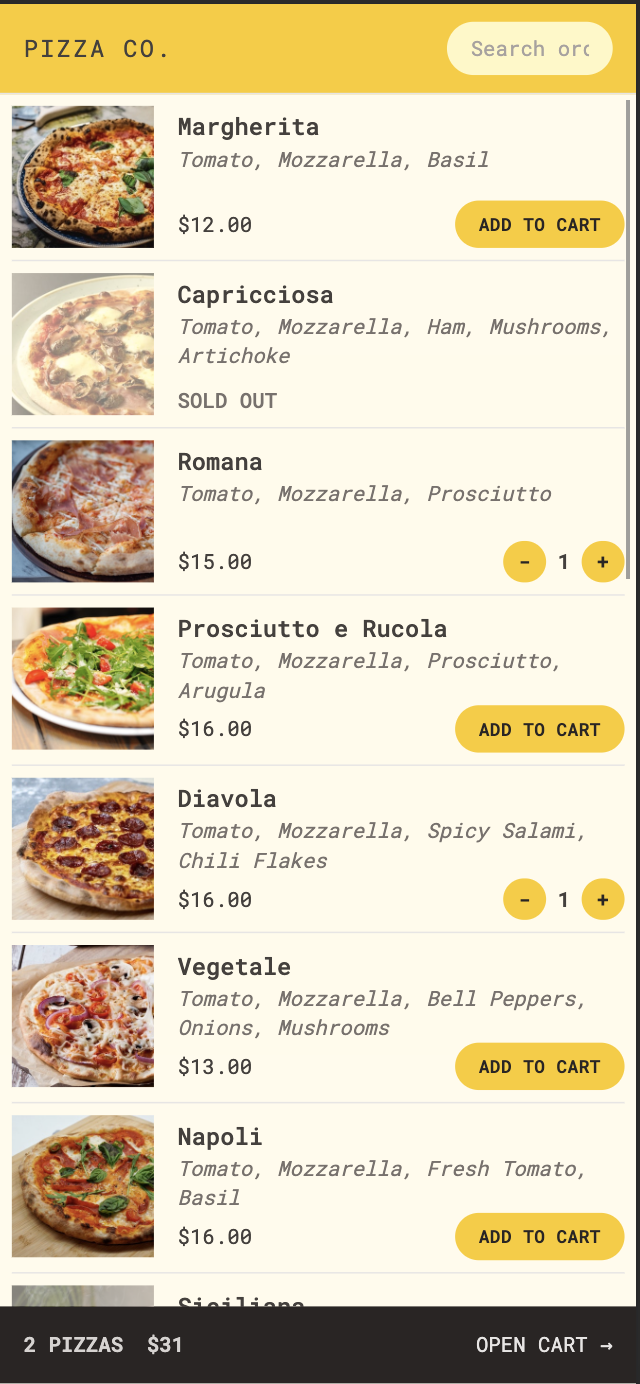 PIZZA CO.
Search orc
Margherita
Tomato, Mozzarella, Basil
$12.00
ADD TO CART
Capricciosa
Tomato, Mozzarella, Ham, Mushrooms,
Artichoke
SOLD OUT
Romana
Tomato, Mozzarella, Prosciutto
$15.00
- 1 +
Prosciutto e Rucola
Tomato, Mozzarella, Prosciutto,
Arugula
$16.00
ADD TO CART
Diavola
Tomato, Mozzarella, Spicy Salami,
Chili Flakes
$16.00
- 1 +
Vegetale
Tomato, Mozzarella, Bell Peppers,
Onions, Mushrooms
$13.00
ADD TO CART
Napoli
Tomato, Mozzarella, Fresh Tomato,
Basil
$16.00
ADD TO CART
Siciliana
2 PIZZAS $31
OPEN CART →